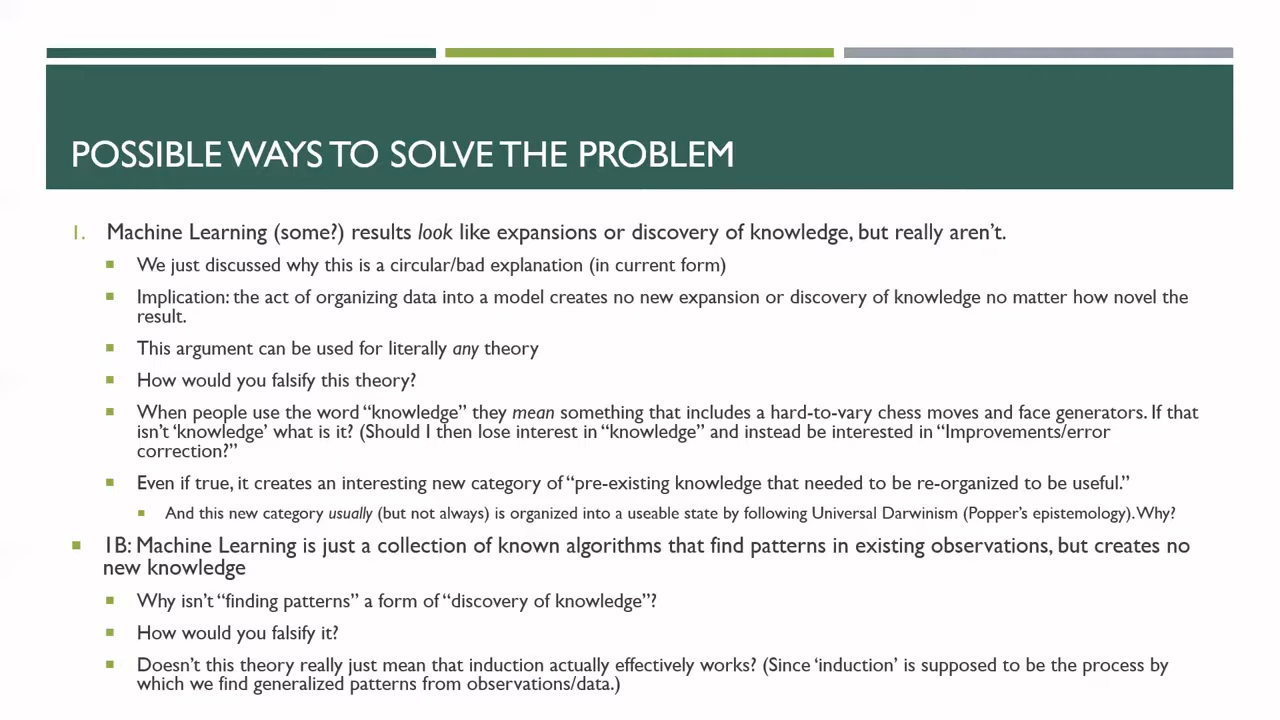 POSSIBLE WAYS TO SOLVE THE PROBLEM
1. Machine Learning (some?) results look like expansions or discovery of knowledge, but really aren't.
We just discussed why this is a circular/bad explanation (in current form)
Implication: the act of organizing data into a model creates no new expansion or discovery of knowledge no matter how novel the
result.
This argument can be used for literally any theory
How would you falsify this theory?
When people use the word “knowledge” they mean something that includes a hard-to-vary chess moves and face generators. If that
isn't ‘knowledge’ what is it? (Should I then lose interest in “knowledge” and instead be interested in “Improvements/error
correction?”
Even if true, it creates an interesting new category of “pre-existing knowledge that needed to be re-organized to be useful.”
And this new category usually (but not always) is organized into a useable state by following Universal Darwinism (Popper's epistemology). Why?
1B: Machine Learning is just a collection of known algorithms that find patterns in existing observations, but creates no
new knowledge
Why isn't “finding patterns” a form of “discovery of knowledge”?
How would you falsify it?
Doesn't this theory really just mean that induction actually effectively works? (Since ‘induction’ is supposed to be the process by
which we find generalized patterns from observations/data.)